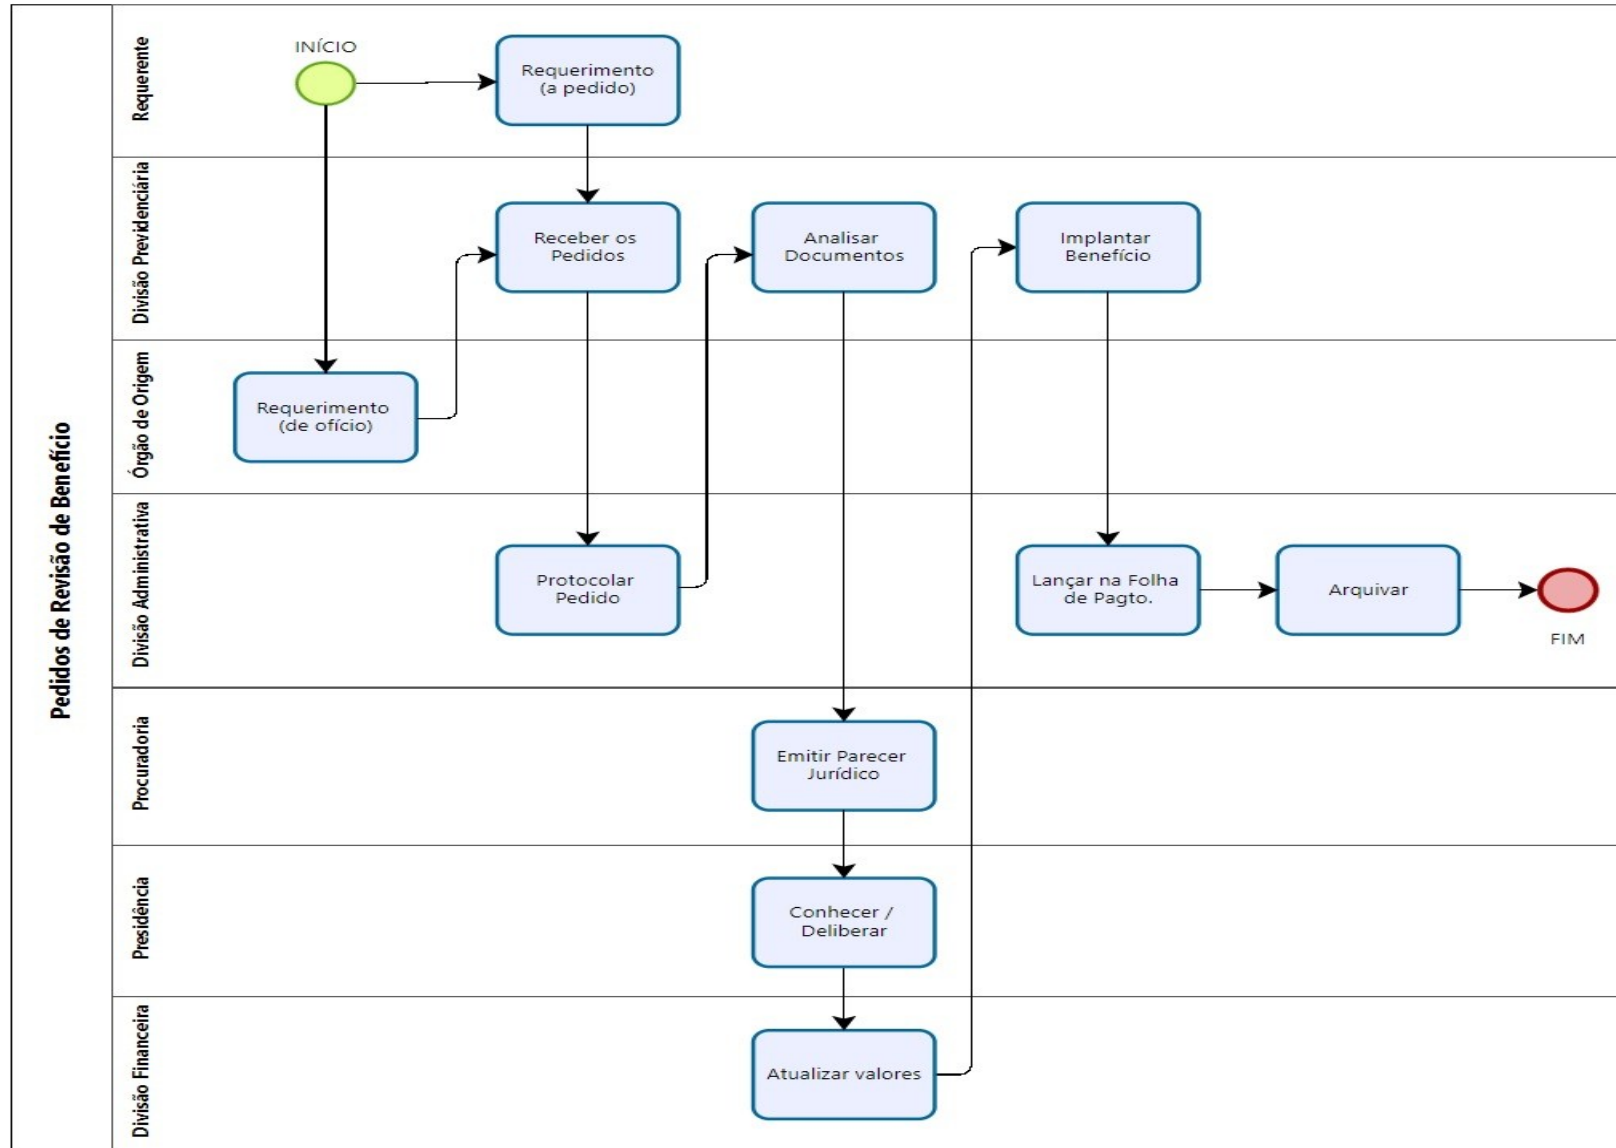 Pedidos de Revisão de Benefício
Requerente
INÍCIO
Requerimento
(a pedido)
Divisão Previdenciária
Receber os
Pedidos
Analisar
Documentos
Implantar
Benefício
Órgão de Origem
Requerimento
(de ofício)
Divisão Administrativa
Protocolar
Pedido
Lançar na Folha
de Pagto.
Arquivar
FIM
Procuradoria
Emitir Parecer
Jurídico
Presidência
Conhecer /
Deliberar
Divisão Financeira
Atualizar valores